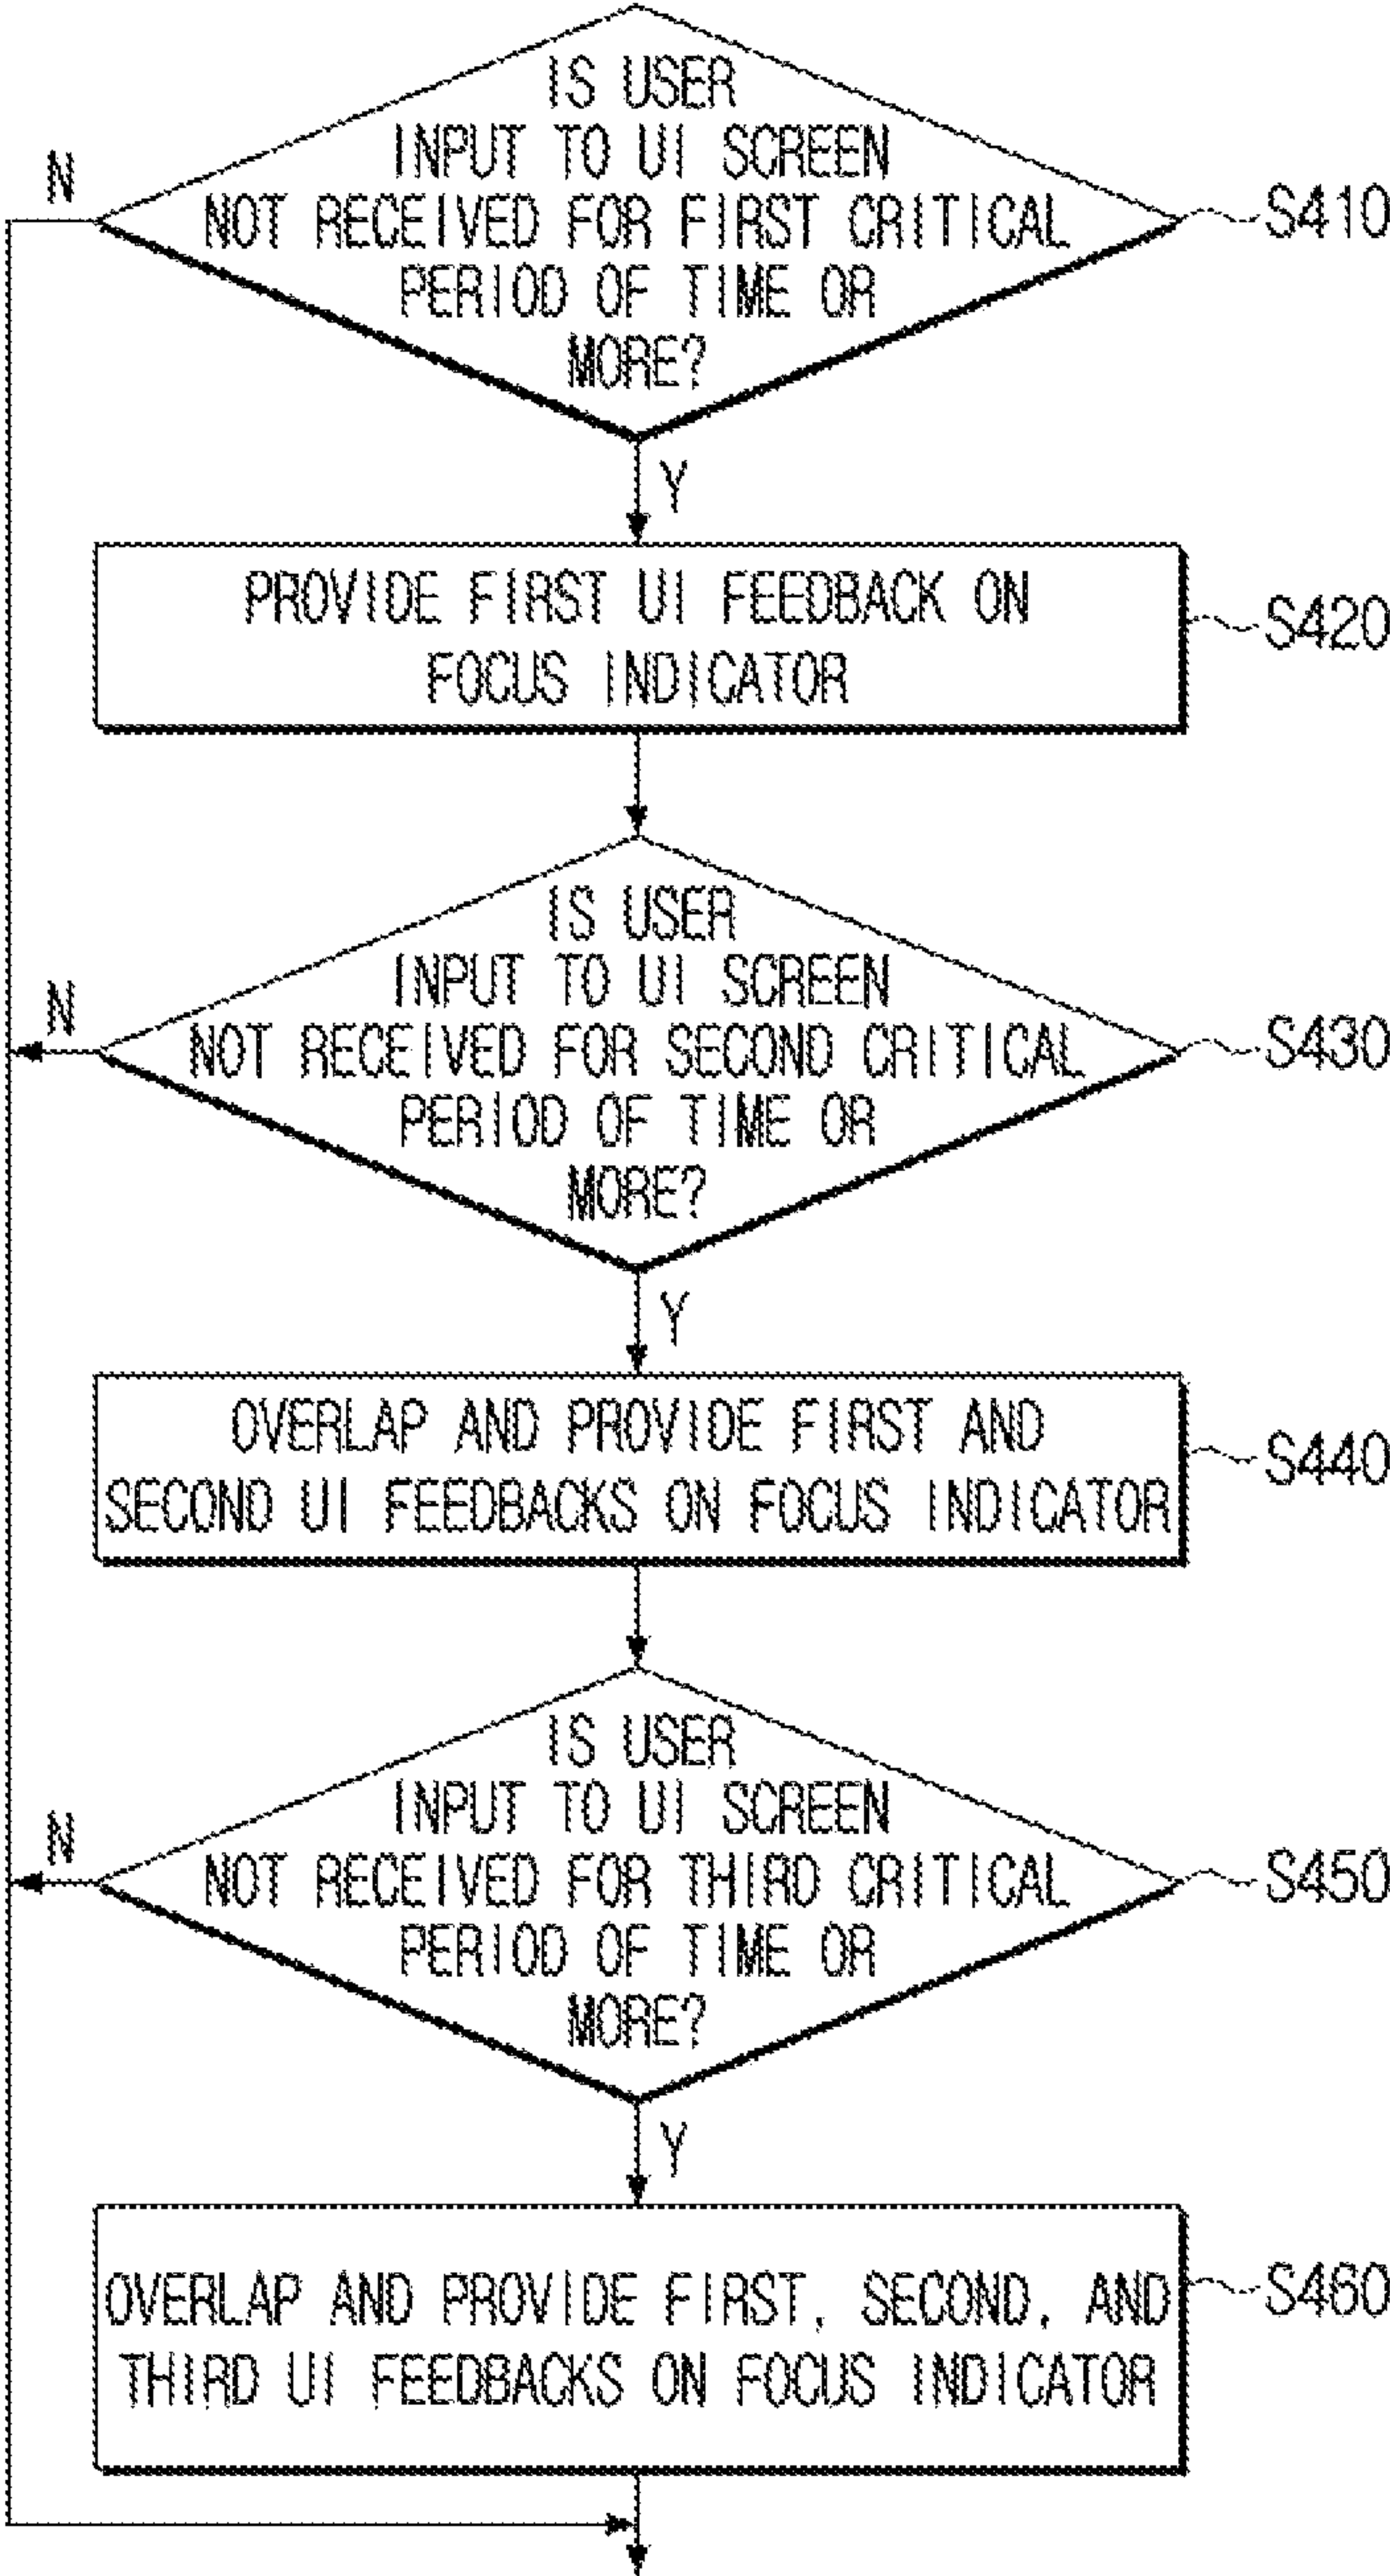 IS USER
INPUT TO UI SCREEN
NOT RECEIVED FOR FIRST CRITICAL
PERIOD OF TIME OR
MORE?
N
S410
Y
PROVIDE FIRST UI FEEDBACK ON
FOCUS INDICATOR
S420
IS USER
INPUT TO UI SCREEN
NOT RECEIVED FOR SECOND CRITICAL
PERIOD OF TIME OR
MORE?
N
S430
Y
OVERLAP AND PROVIDE FIRST AND
SECOND UI FEEDBACKS ON FOCUS INDICATOR
S440
IS USER
INPUT TO UI SCREEN
NOT RECEIVED FOR THIRD CRITICAL
PERIOD OF TIME OR
MORE?
N
S450
Y
OVERLAP AND PROVIDE FIRST, SECOND, AND
THIRD UI FEEDBACKS ON FOCUS INDICATOR
S460